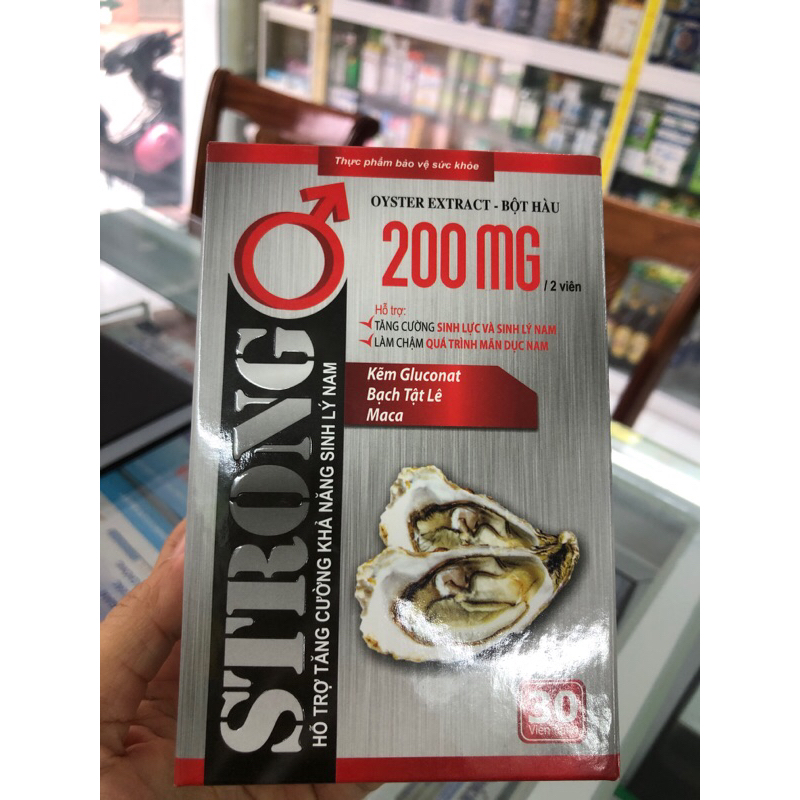 Thực phẩm bảo vệ sức khỏe
OYSTER EXTRACT - BỘT HÀU
200 MG / 2 viên
Hỗ trợ:
TĂNG CƯỜNG SINH LỰC VÀ SINH LÝ NAM
LÀM CHẬM QUÁ TRÌNH MÃN DỤC NAM
Kẽm Gluconat
Bạch Tật Lê
Maca
STRONG
HỖ TRỢ TĂNG CƯỜNG KHẢ NĂNG SINH LÝ NAM
30
Viên